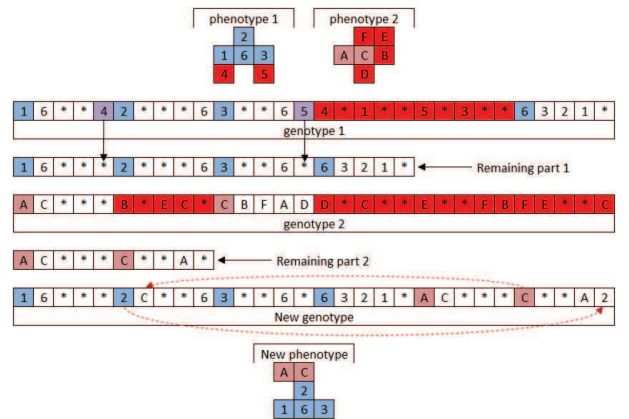 phenotype 1 phenotype 2
2 F E
1 6 3 A C B
4 5 D
1 6 * * 4 2 * * * 6 3 * * 6 5 4 * 1 * * 5 * 3 * * 6 3 2 1 *
genotype 1
1 6 * * * 2 * * * 6 3 * * 6 * 6 3 2 1 * Remaining part 1
A C * * * B * E C * C B F A D D * C * * E * * F B F E * * C
genotype 2
A C * * * C * * A * Remaining part 2
1 6 * * * 2 C * * 6 3 * * 6 * 6 3 2 1 * A C * * * C * * A 2
New genotype
New phenotype
A C
2
1 6 3